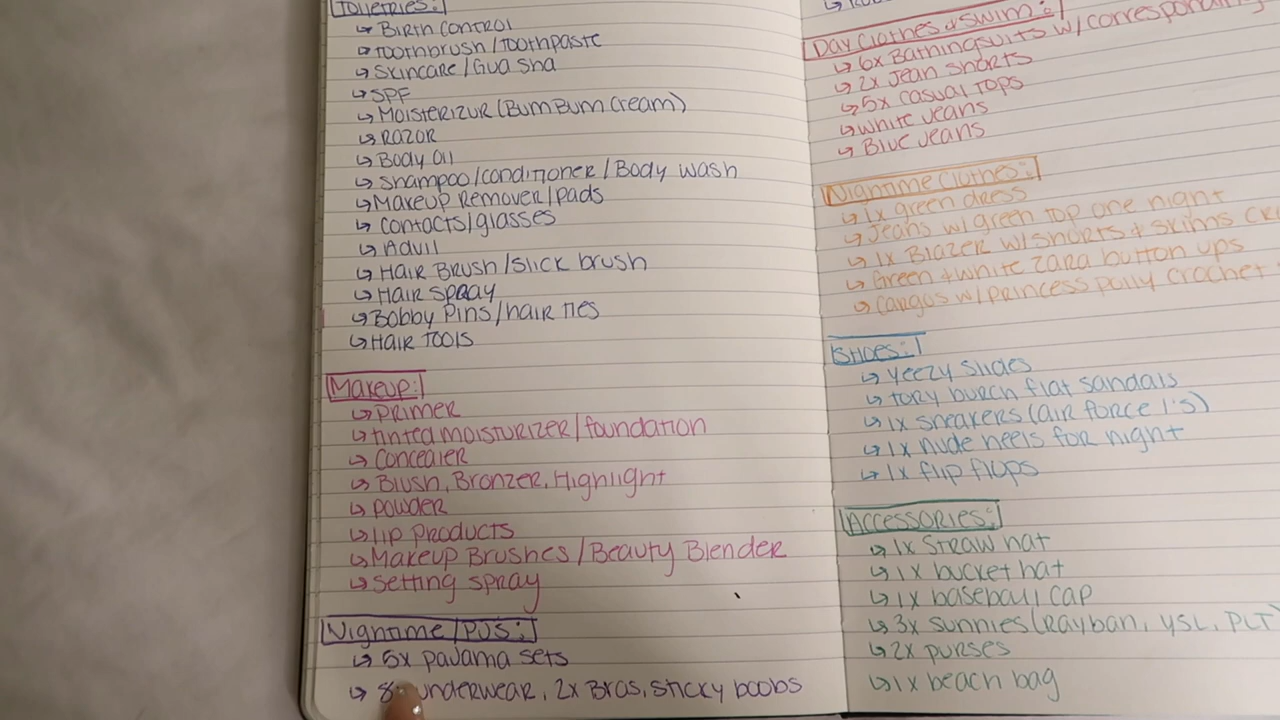 Toiletries:
↳ Birth Control
↳ Toothbrush/Toothpaste
↳ Skincare/Gua sha
↳ SPF
↳ Moisterizur (Bum Bum Cream)
↳ Razor
↳ Body Oil
↳ Shampoo/conditioner/Body wash
↳ Makeup Remover/pads
↳ contacts/glasses
↳ Advil
↳ Hair Brush/slick brush
↳ Hair spray
↳ Bobby Pins/hair ties
↳ Hair Tools
Makeup:
↳ Primer
↳ tinted moisturizer/foundation
↳ Concealer
↳ Blush, Bronzer, Highlight
↳ powder
↳ lip Products
↳ Makeup Brushes/Beauty Blender
↳ setting spray
Nightime/PJS:
↳ 5x pajama sets
↳ 8x underwear, 2x Bras, sticky boobs
Day Clothes + swim:
↳ 6x Bathingsuits w/ corresponding
↳ 2x Jean shorts
↳ 5x casual tops
↳ white jeans
↳ Blue jeans
Nightime Clothes:
↳ 1x green dress
↳ Jeans w/ green top one night
↳ 1x Blazer w/ shorts + skims
↳ Green + white Zara button ups
↳ cargos w/ princess polly crochet
Shoes:
↳ yeezy slides
↳ tory burch flat sandals
↳ 1x sneakers (air force 1's)
↳ 1x nude heels for night
↳ 1x flip flops
Accessories:
↳ 1x straw hat
↳ 1x bucket hat
↳ 1x baseball cap
↳ 3x sunnies (rayban, YSL, PLT
↳ 2x purses
↳ 1x beach bag